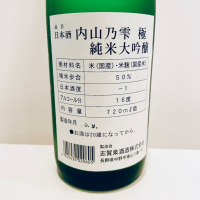 品目
日本酒
内山乃雫 極
純米大吟醸
原材料名 米(国産)・米麹(国産米)
精米歩合 50%
日本酒度 −1
アルコール分 16度
内容量 720ml詰
製造年月
●お酒は20歳になってから。
製造者
志賀泉酒造株式会社